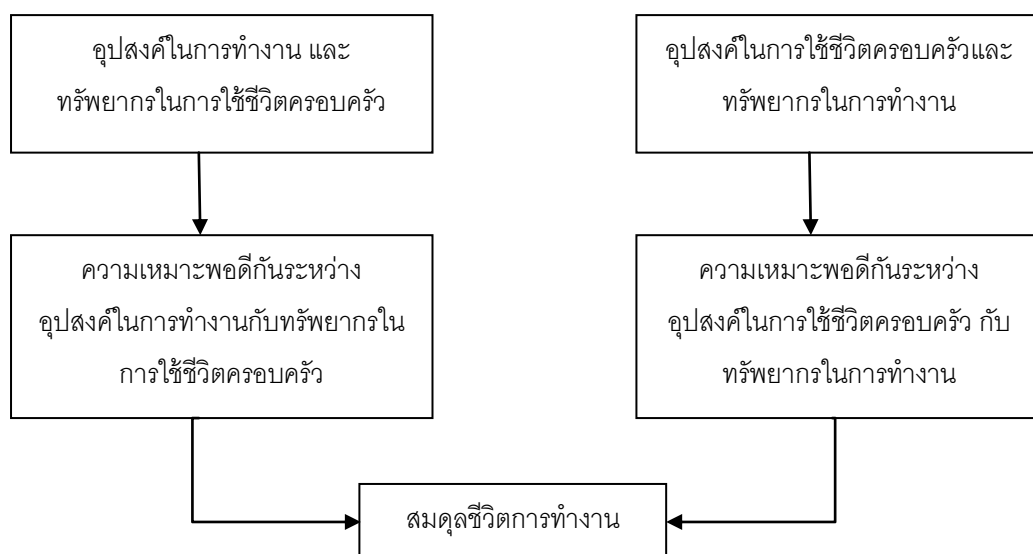 อุปสงค์ในการทำงาน และ
ทรัพยากรในการใช้ชีวิตครอบครัว
อุปสงค์ในการใช้ชีวิตครอบครัวและ
ทรัพยากรในการทำงาน
ความเหมาะพอดีกันระหว่าง
อุปสงค์ในการทำงานกับทรัพยากรใน
การใช้ชีวิตครอบครัว
ความเหมาะพอดีกันระหว่าง
อุปสงค์ในการใช้ชีวิตครอบครัว กับ
ทรัพยากรในการทำงาน
สมดุลชีวิตการทำงาน